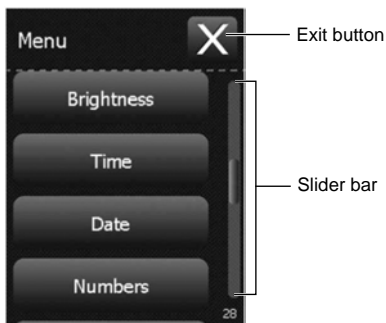 Menu
X
Exit button
Brightness
Time
Slider bar
Date
Numbers
28